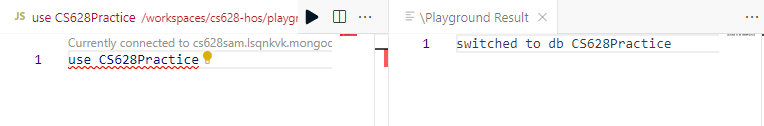 JS use CS628Practice /workspaces/cs628-hos/playgr
\Playground Result
Currently connected to cs628sam.lsqnkvk.mongoc
1 use CS628Practice
1 switched to db CS628Practice